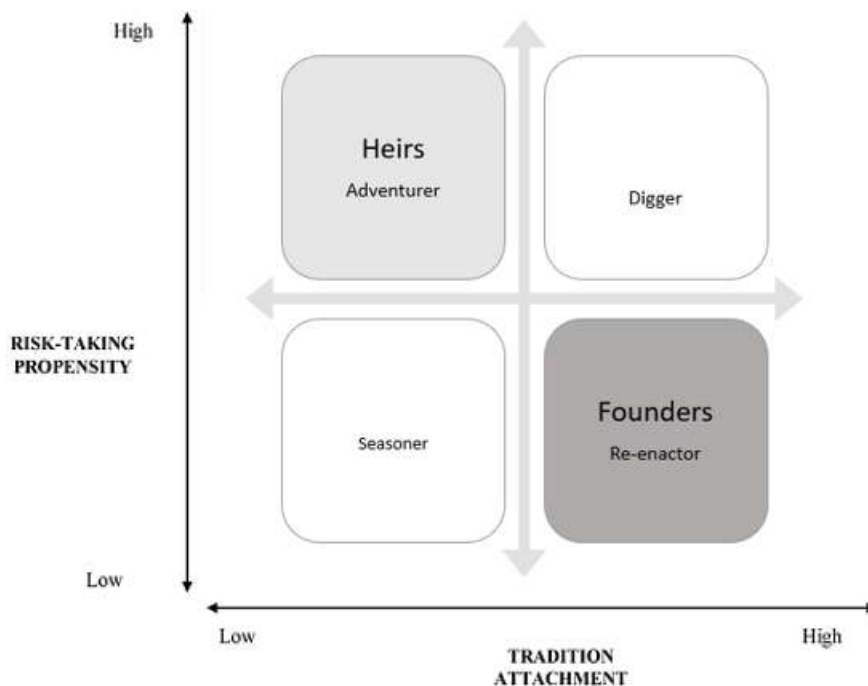 High
Heirs
Adventurer
Digger
RISK-TAKING
PROPENSITY
Seasoner
Founders
Re-enactor
Low
Low
High
TRADITION
ATTACHMENT